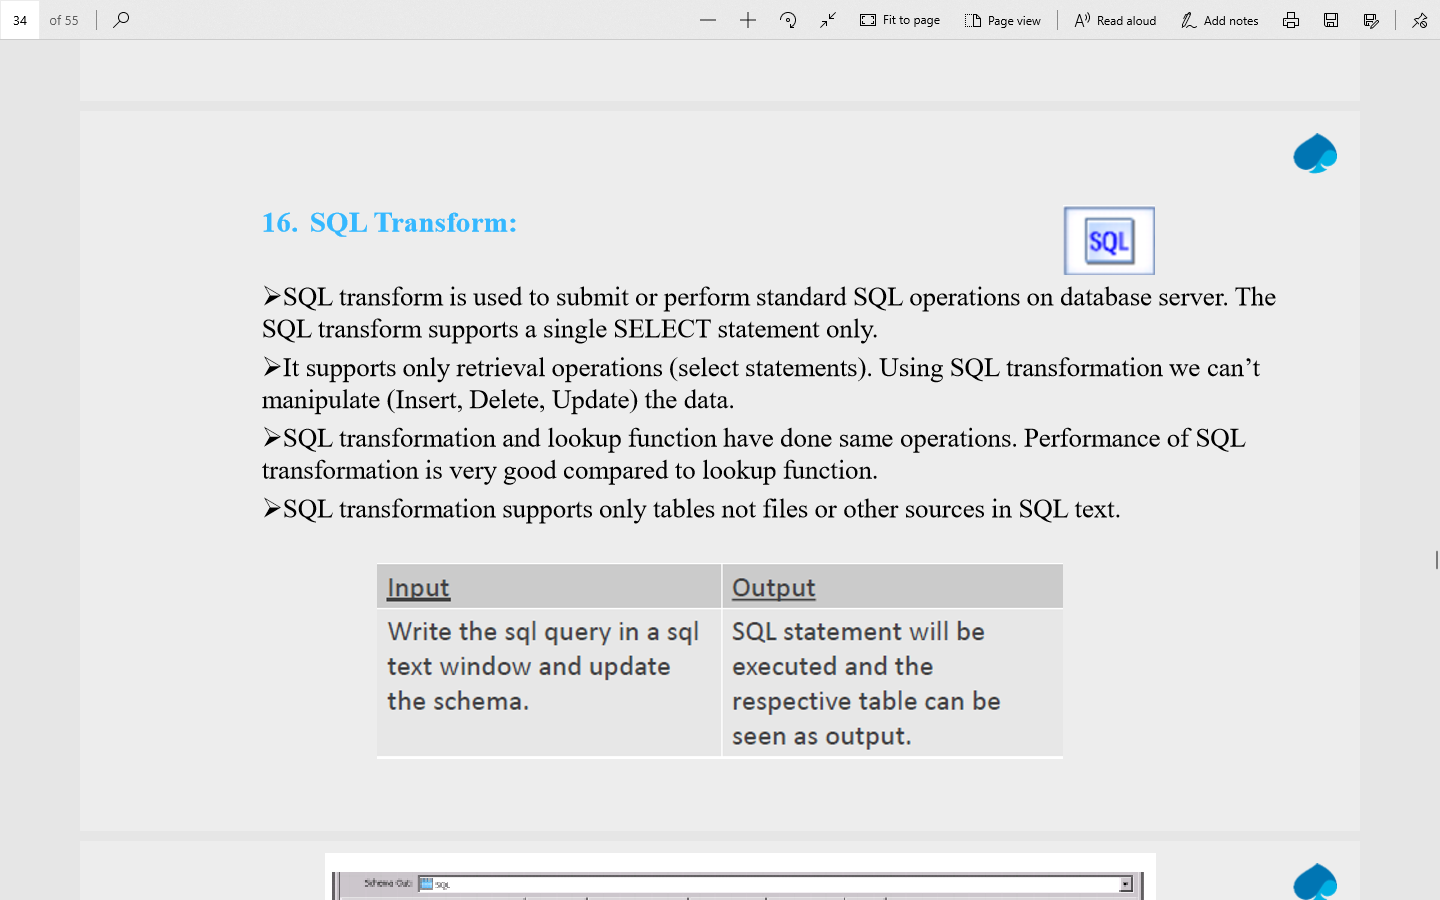 34 of 55 Fit to page Page view Read aloud Add notes
16. SQL Transform:
SQL
➢SQL transform is used to submit or perform standard SQL operations on database server. The
SQL transform supports a single SELECT statement only.
➢It supports only retrieval operations (select statements). Using SQL transformation we can’t
manipulate (Insert, Delete, Update) the data.
➢SQL transformation and lookup function have done same operations. Performance of SQL
transformation is very good compared to lookup function.
➢SQL transformation supports only tables not files or other sources in SQL text.
Input
Output
Write the sql query in a sql
text window and update
the schema.
SQL statement will be
executed and the
respective table can be
seen as output.
Schema Out: SQL